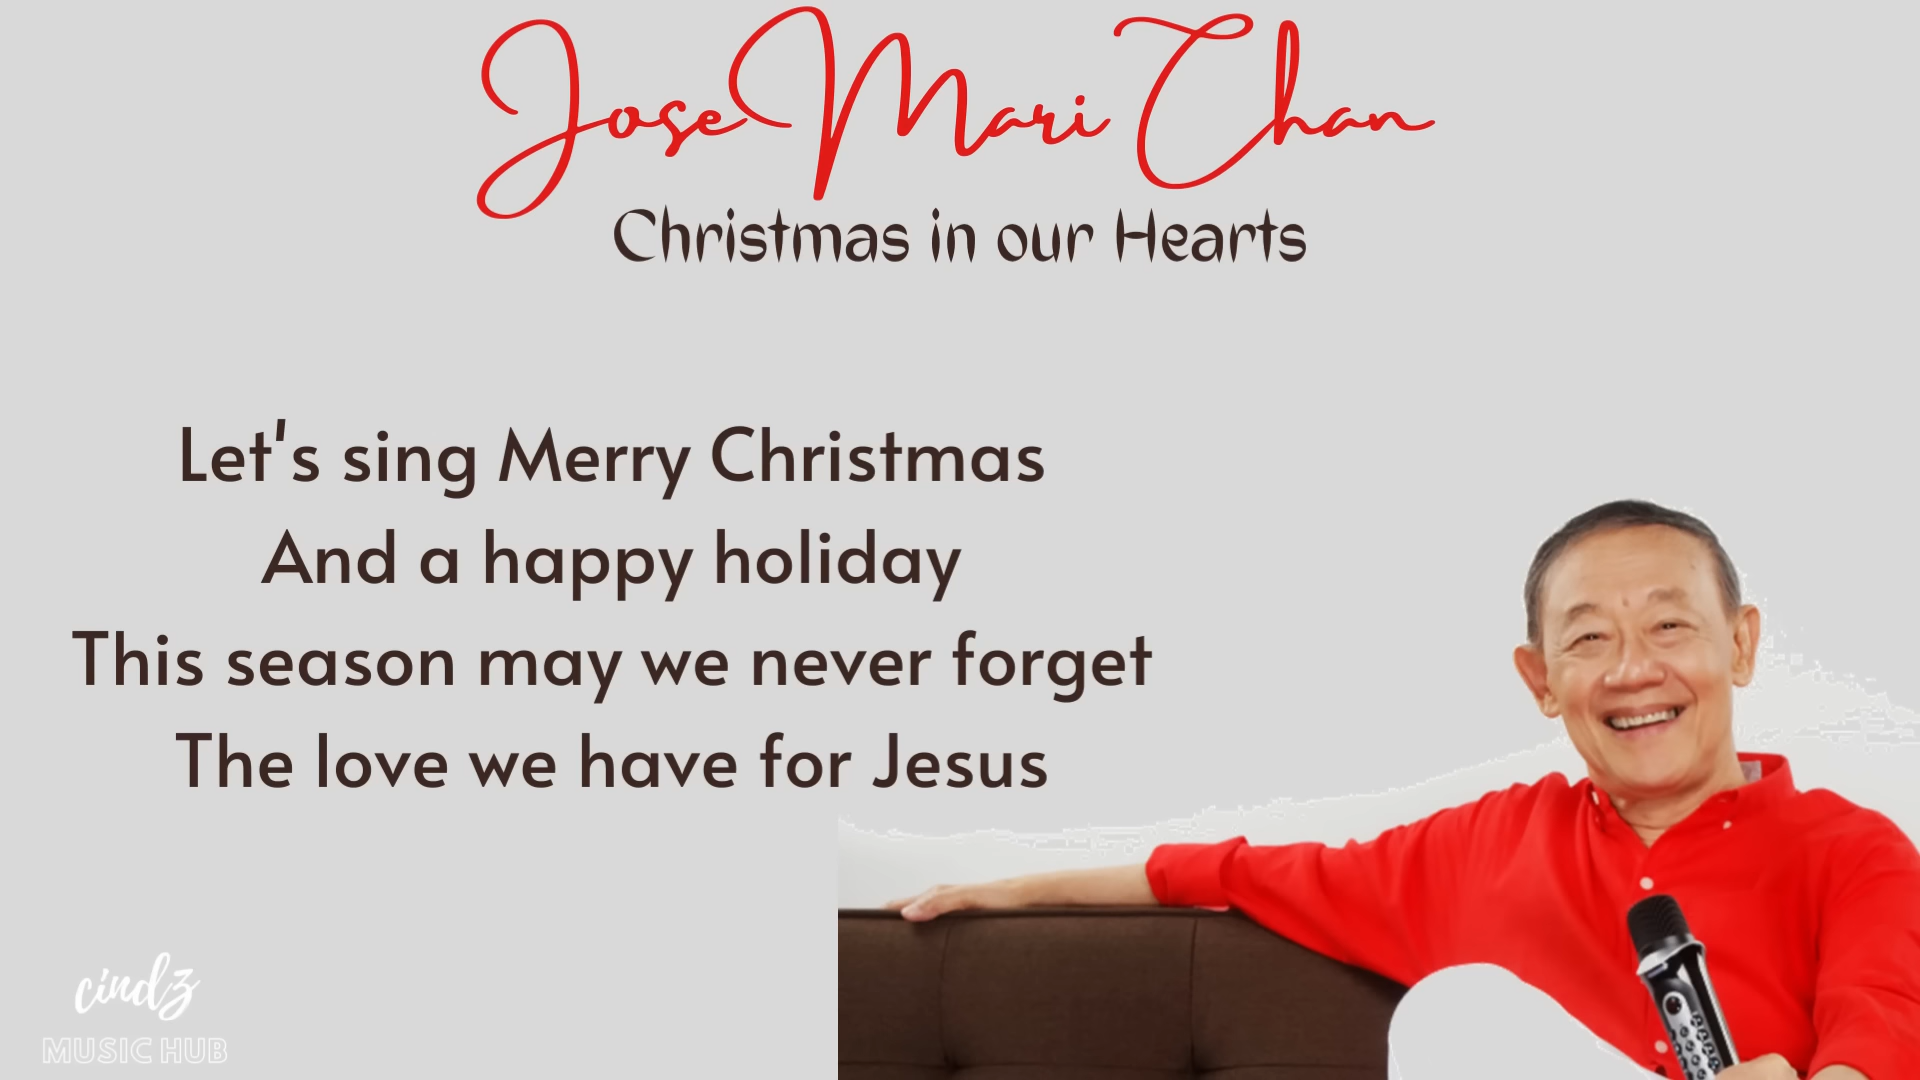 Jose Mari Chan
Christmas in our Hearts
Let's sing Merry Christmas
And a happy holiday
This season may we never forget
The love we have for Jesus
cindz
MUSIC HUB